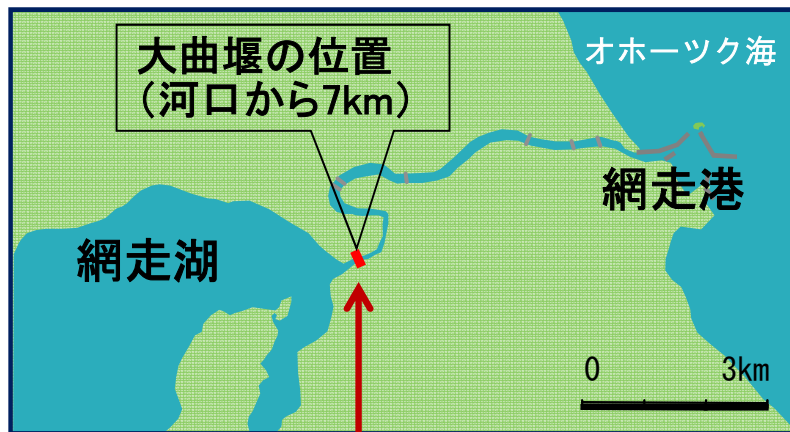 大曲堰の位置
（河口から7km）
オホーツク海
網走港
網走湖
0 3km